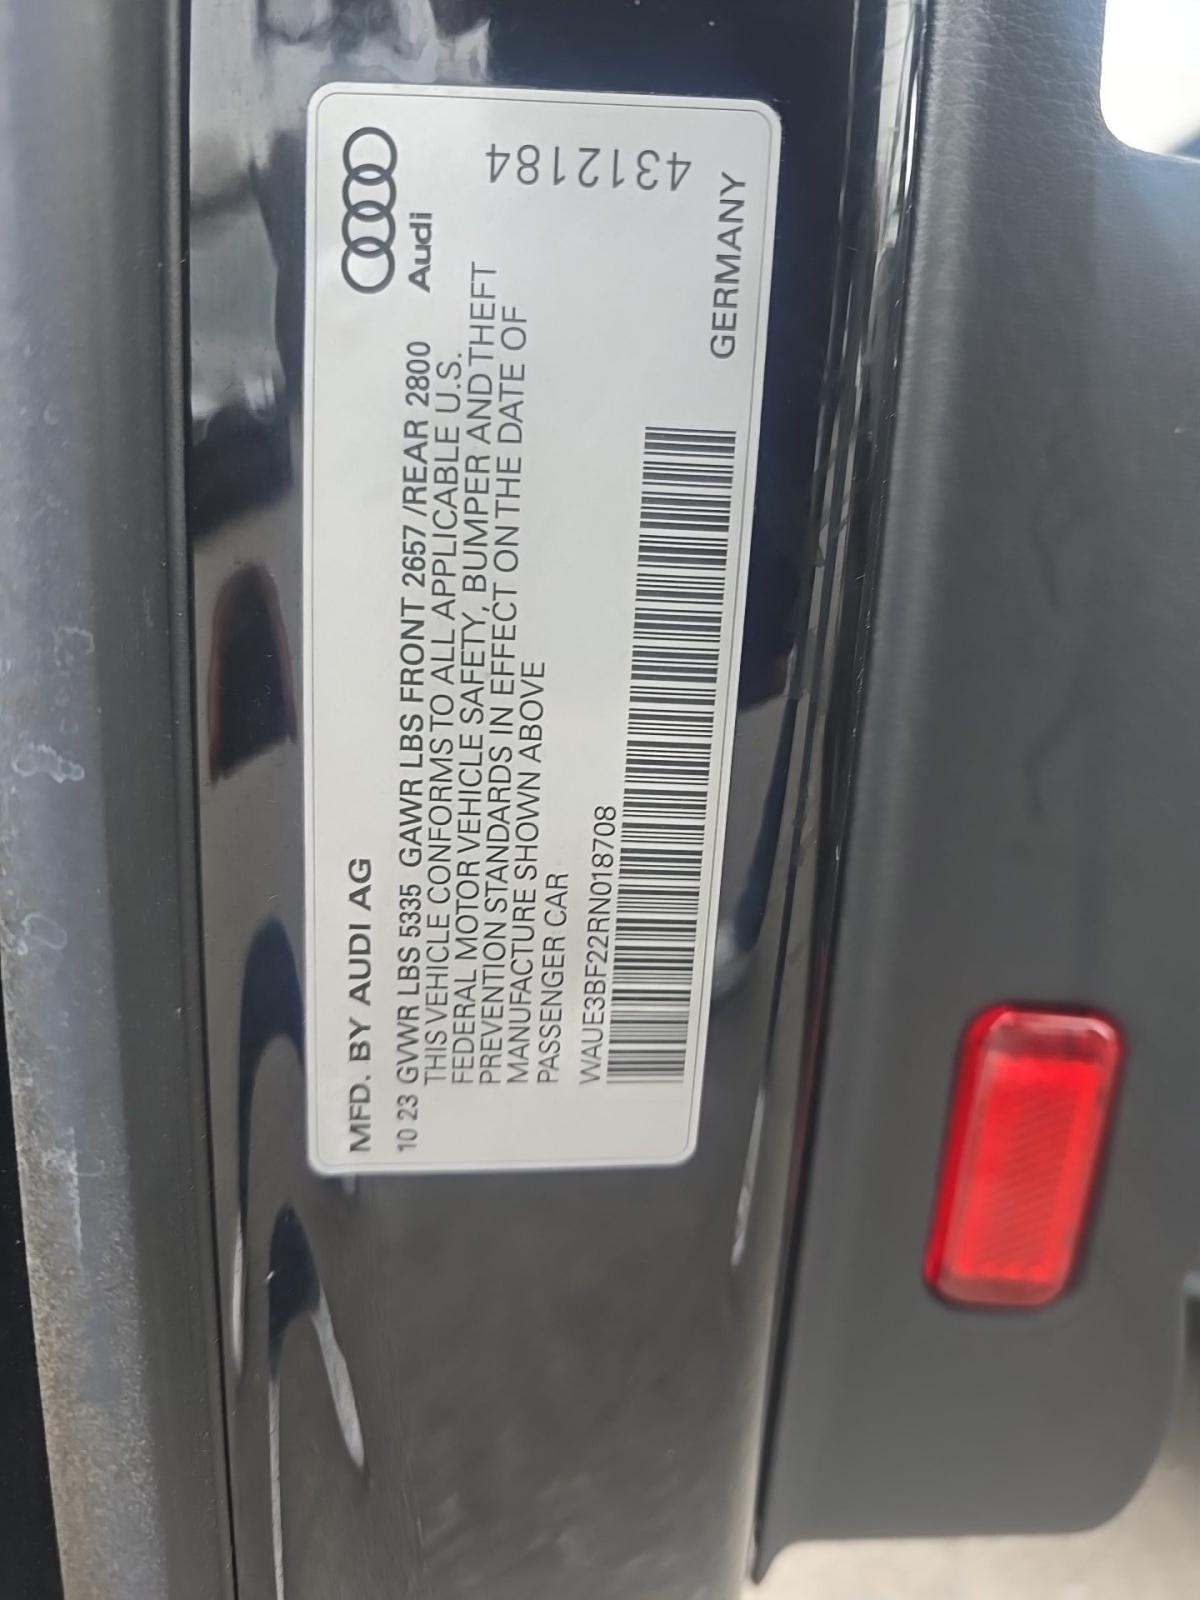 MFD. BY AUDI AG
Audi
10 23 GVWR LBS 5335 GAWR LBS FRONT 2657/REAR 2800
THIS VEHICLE CONFORMS TO ALL APPLICABLE U.S.
FEDERAL MOTOR VEHICLE SAFETY, BUMPER AND THEFT
PREVENTION STANDARDS IN EFFECT ON THE DATE OF
MANUFACTURE SHOWN ABOVE
PASSENGER CAR
WAUE3BF22RN018708
4312184
GERMANY